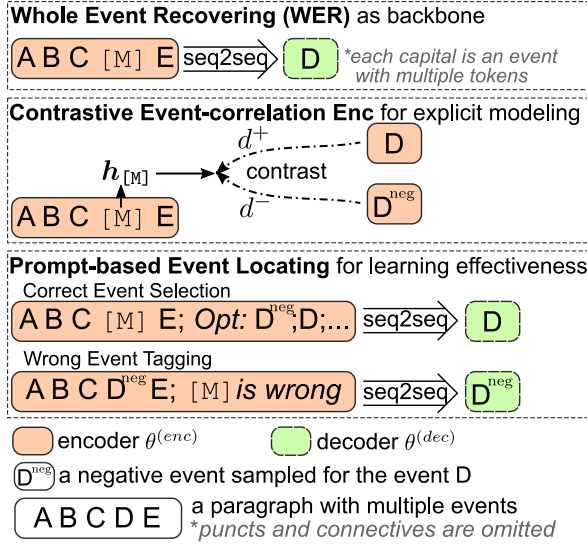 Whole Event Recovering (WER) as backbone
A B C [M] E seq2seq D *each capital is an event
with multiple tokens
Contrastive Event-correlation Enc for explicit modeling
d+ D
h[M] contrast
d− Dneg
A B C [M] E
Prompt-based Event Locating for learning effectiveness
Correct Event Selection
A B C [M] E; Opt: Dneg;D;... seq2seq D
Wrong Event Tagging
A B C Dneg E; [M] is wrong seq2seq Dneg
encoder θ(enc) decoder θ(dec)
Dneg a negative event sampled for the event D
A B C D E a paragraph with multiple events
*puncts and connectives are omitted